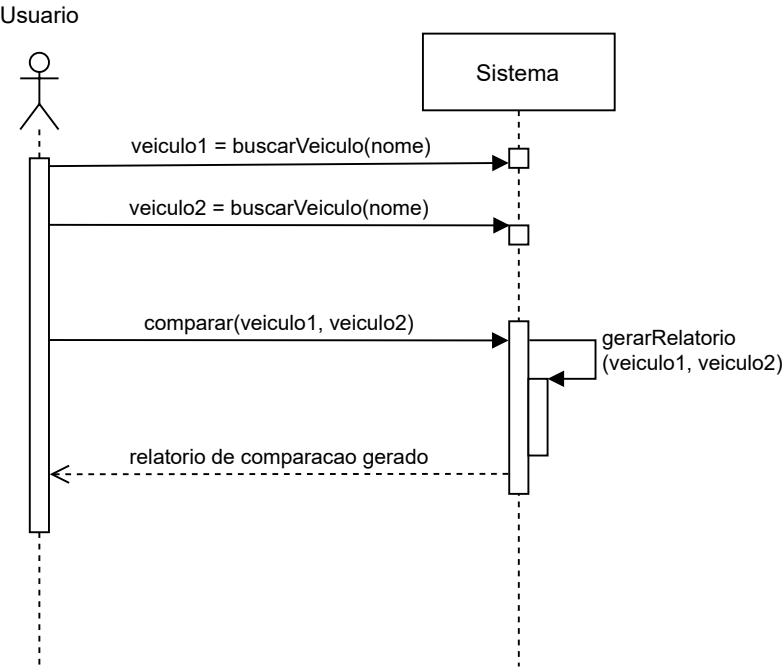 Usuario
Sistema
veiculo1 = buscarVeiculo(nome)
veiculo2 = buscarVeiculo(nome)
comparar(veiculo1, veiculo2)
gerarRelatorio
(veiculo1, veiculo2)
relatorio de comparacao gerado